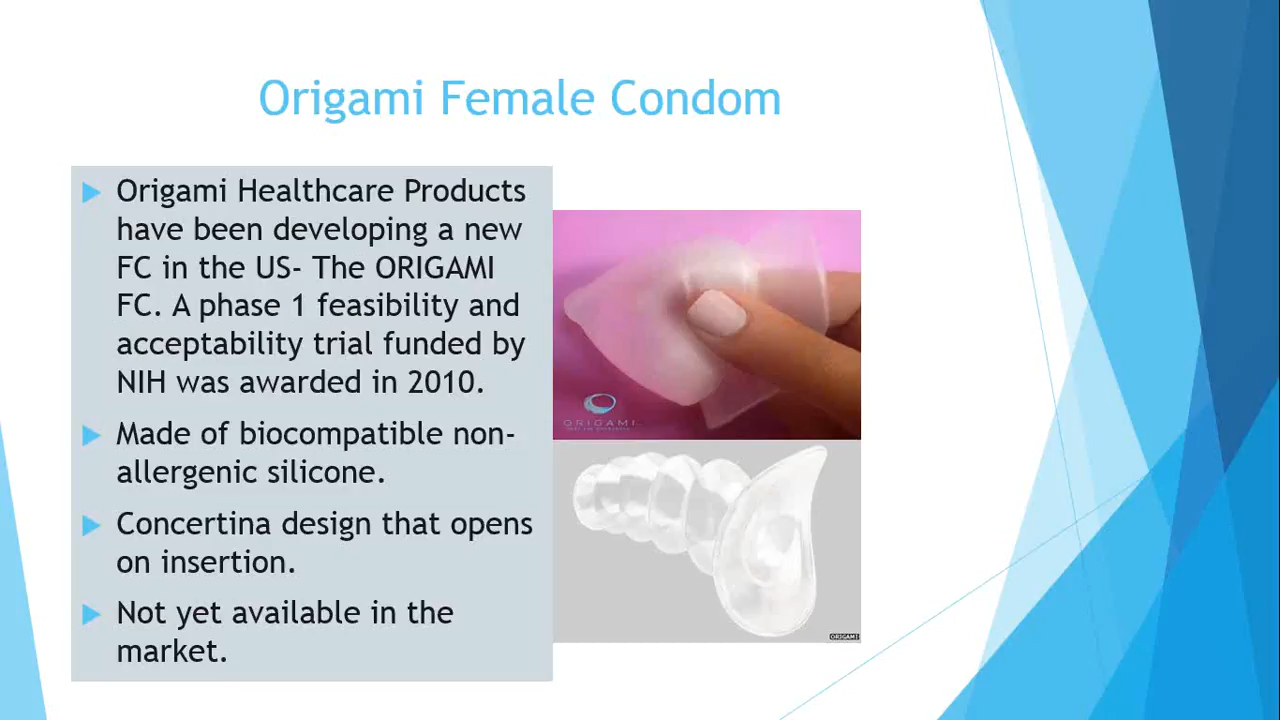 Origami Female Condom
Origami Healthcare Products
have been developing a new
FC in the US- The ORIGAMI
FC. A phase 1 feasibility and
acceptability trial funded by
NIH was awarded in 2010.
Made of biocompatible non-
allergenic silicone.
Concertina design that opens
on insertion.
Not yet available in the
market.
ORIGAMI
ORIGAMI